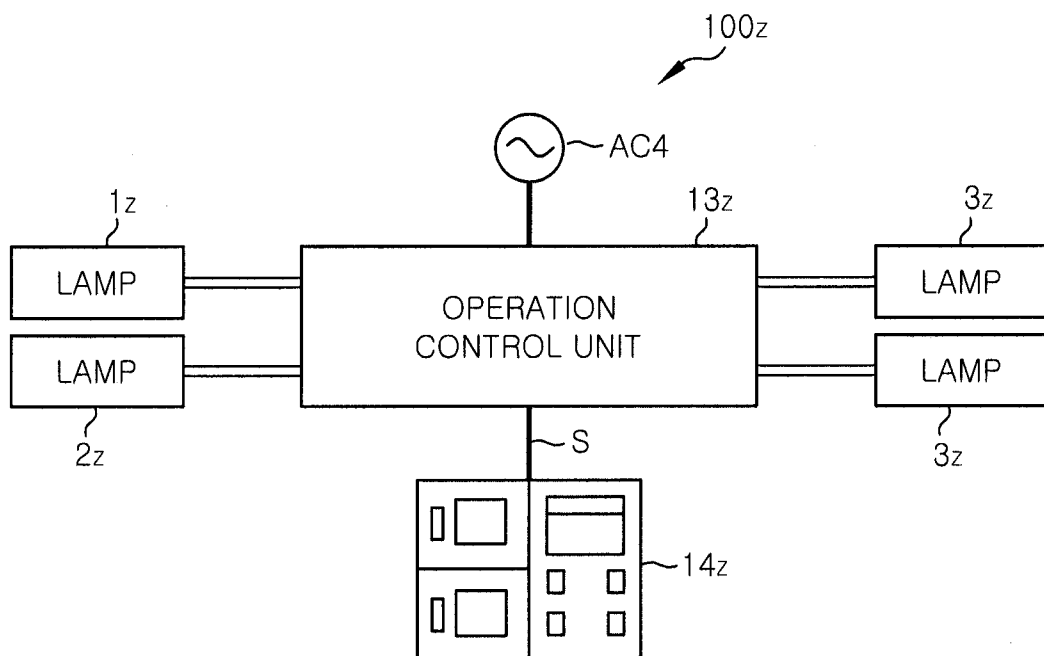 100z
AC4
1z
13z
3z
LAMP
LAMP
OPERATION
CONTROL UNIT
LAMP
LAMP
2z
S
3z
14z